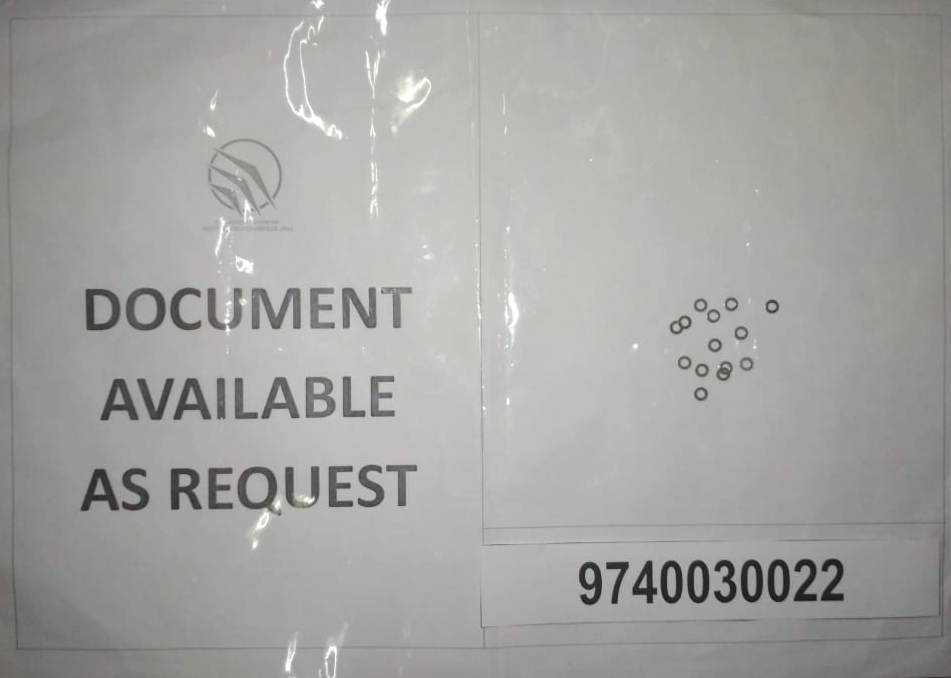 DOCUMENT
AVAILABLE
AS REQUEST
9740030022